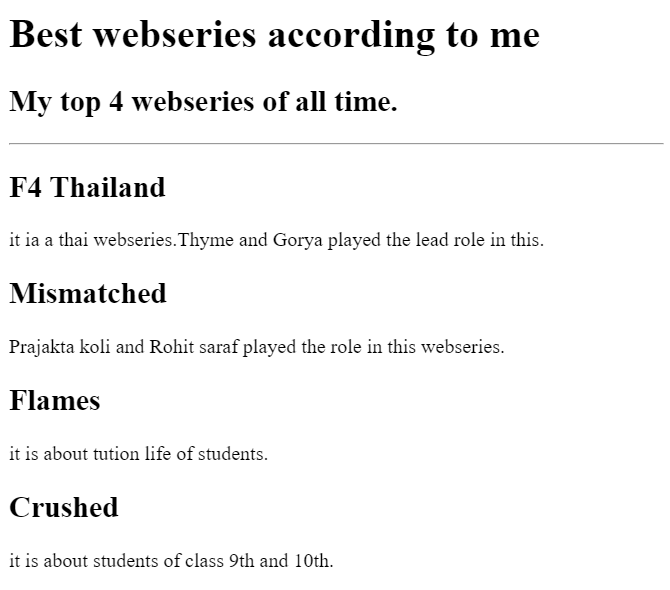 Best webseries according to me
My top 4 webseries of all time.
F4 Thailand
it ia a thai webseries.Thyme and Gorya played the lead role in this.
Mismatched
Prajakta koli and Rohit saraf played the role in this webseries.
Flames
it is about tution life of students.
Crushed
it is about students of class 9th and 10th.